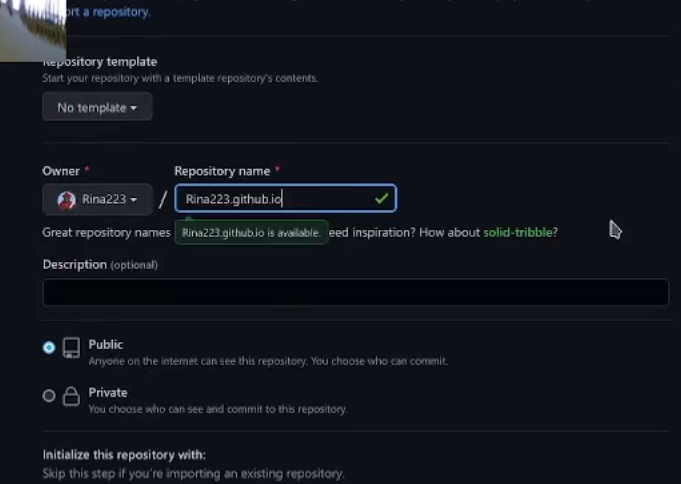 ort a repository.
Repository template
Start your repository with a template repository's contents.
No template
Owner * Repository name *
Rina223 / Rina223.github.io
Great repository names Rina223.github.io is available. eed inspiration? How about solid-tribble?
Description (optional)
Public
Anyone on the internet can see this repository. You choose who can commit.
Private
You choose who can see and commit to this repository.
Initialize this repository with:
Skip this step if you're importing an existing repository.